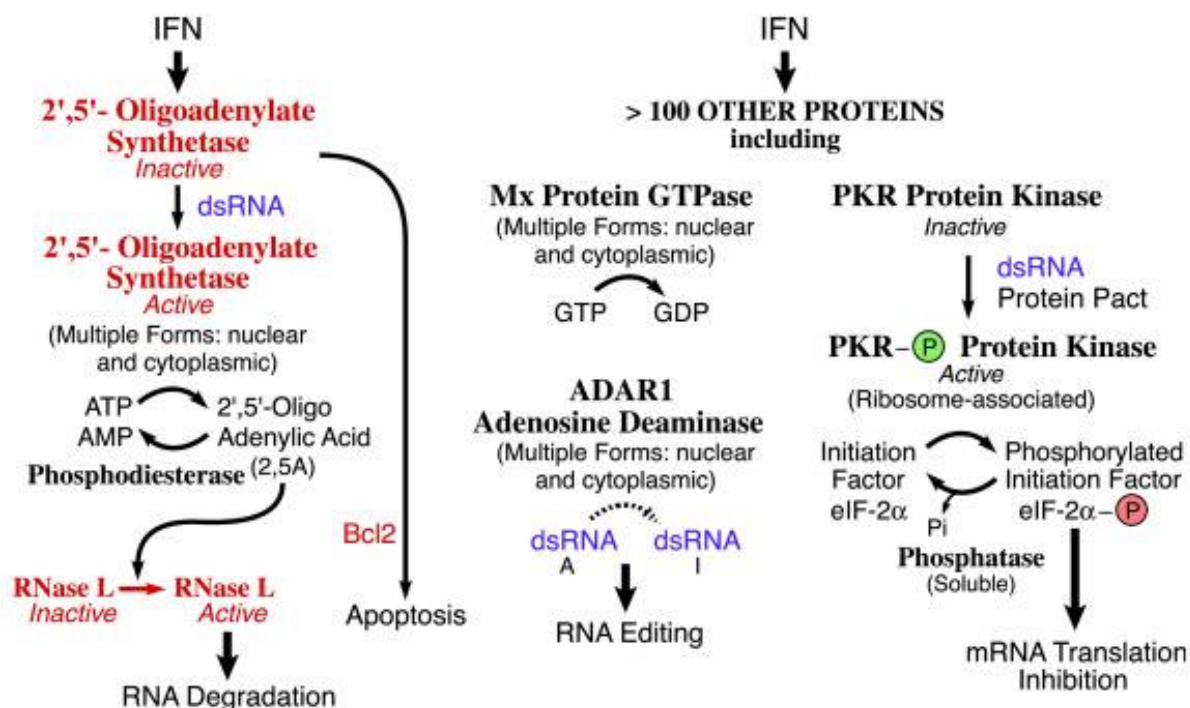 IFN
2',5'- Oligoadenylate
Synthetase
Inactive
dsRNA
2',5'- Oligoadenylate
Synthetase
Active
(Multiple Forms: nuclear
and cytoplasmic)
ATP
2',5'-Oligo
AMP
Adenylic Acid
Phosphodiesterase (2,5A)
RNase L
RNase L
Inactive
Active
RNA Degradation
Bcl2
Apoptosis
IFN
> 100 OTHER PROTEINS
including
Mx Protein GTPase
(Multiple Forms: nuclear
and cytoplasmic)
GTP
GDP
ADAR1
Adenosine Deaminase
(Multiple Forms: nuclear
and cytoplasmic)
dsRNA
dsRNA
A
I
RNA Editing
PKR Protein Kinase
Inactive
dsRNA
Protein Pact
PKR–P Protein Kinase
Active
(Ribosome-associated)
Initiation
Factor
eIF-2α
Phosphorylated
Initiation Factor
eIF-2α–P
Pi
Phosphatase
(Soluble)
mRNA Translation
Inhibition